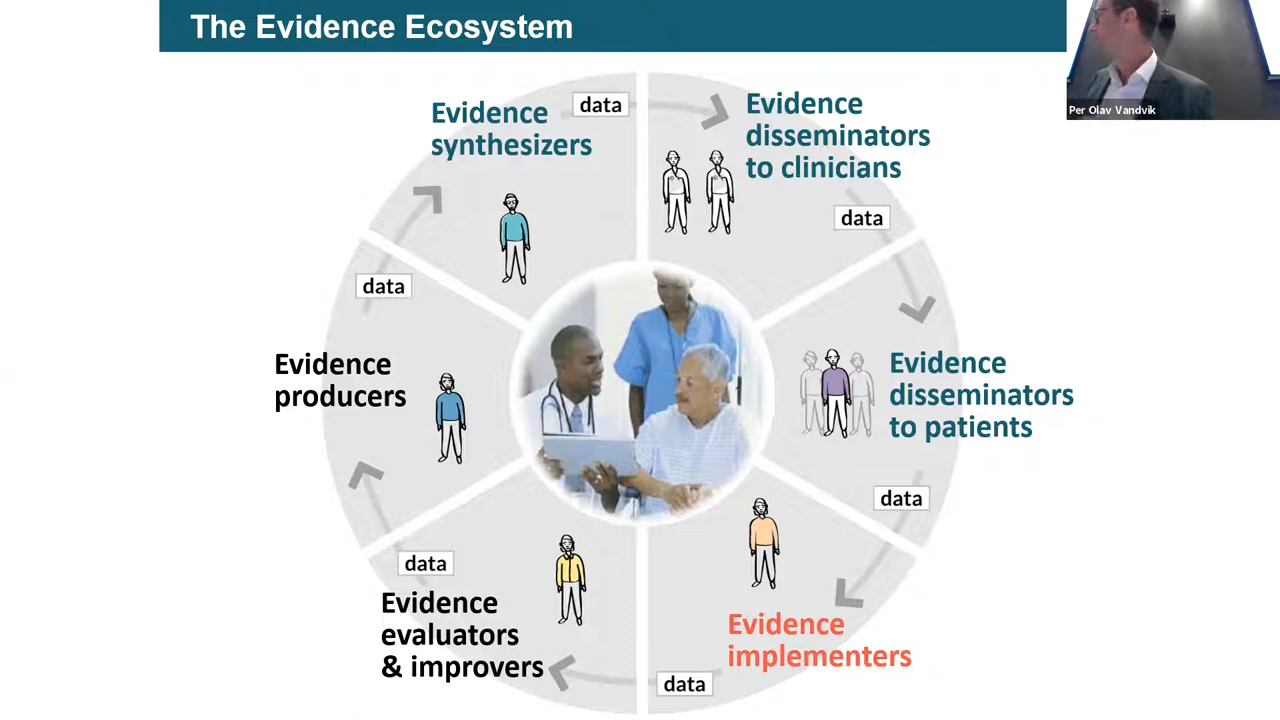 The Evidence Ecosystem
Per Olav Vandvik
Evidence
synthesizers
data
Evidence
disseminators
to clinicians
data
Evidence
disseminators
to patients
data
Evidence
implementers
data
Evidence
evaluators
& improvers
data
Evidence
producers
data